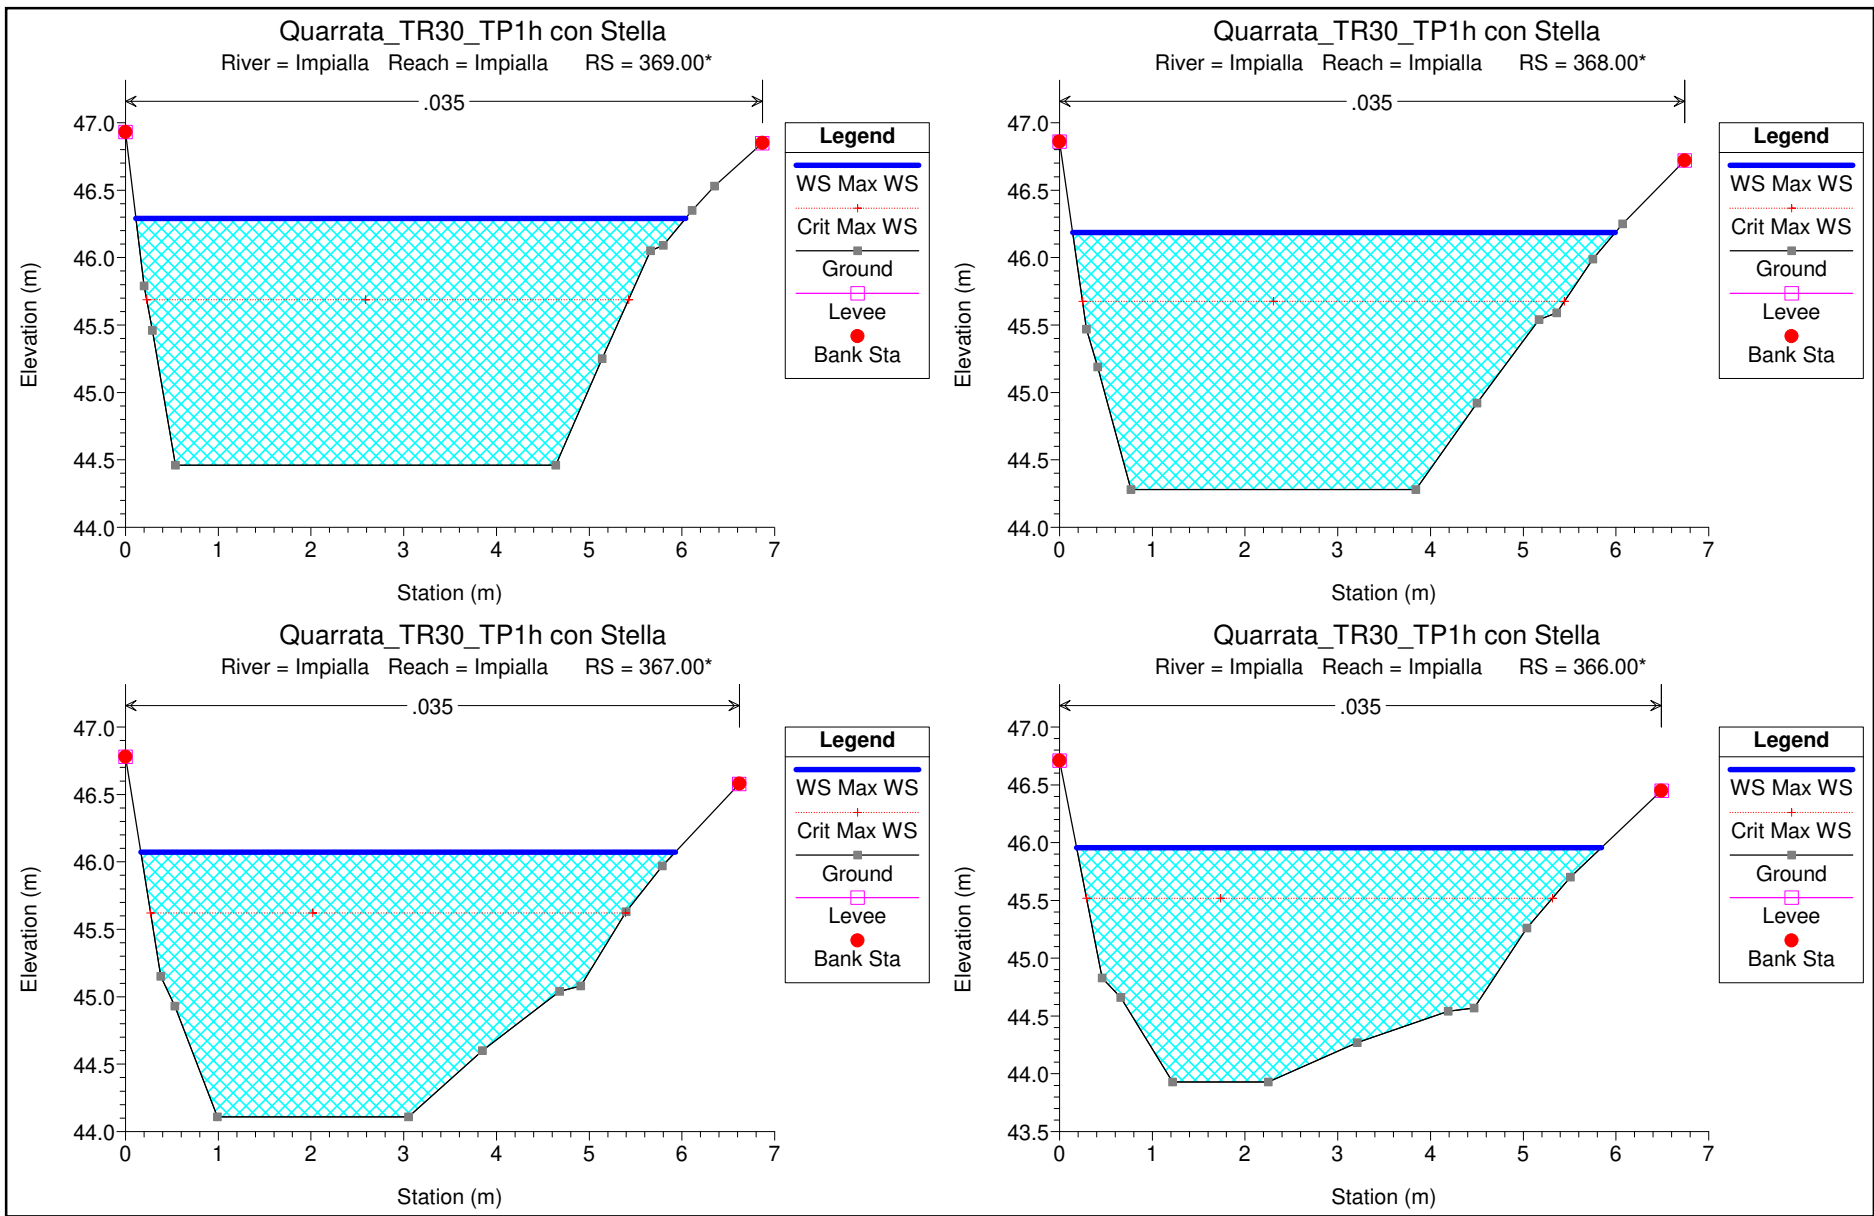 Quarrata_TR30_TP1h con Stella
River = Impialla Reach = Impialla RS = 369.00*
.035
47.0
46.5
46.0
45.5
45.0
44.5
44.0
Elevation (m)
0 1 2 3 4 5 6 7
Station (m)
Legend
WS Max WS
Crit Max WS
Ground
Levee
Bank Sta
Quarrata_TR30_TP1h con Stella
River = Impialla Reach = Impialla RS = 368.00*
.035
47.0
46.5
46.0
45.5
45.0
44.5
44.0
Elevation (m)
0 1 2 3 4 5 6 7
Station (m)
Legend
WS Max WS
Crit Max WS
Ground
Levee
Bank Sta
Quarrata_TR30_TP1h con Stella
River = Impialla Reach = Impialla RS = 367.00*
.035
47.0
46.5
46.0
45.5
45.0
44.5
44.0
Elevation (m)
0 1 2 3 4 5 6 7
Station (m)
Legend
WS Max WS
Crit Max WS
Ground
Levee
Bank Sta
Quarrata_TR30_TP1h con Stella
River = Impialla Reach = Impialla RS = 366.00*
.035
47.0
46.5
46.0
45.5
45.0
44.5
44.0
43.5
Elevation (m)
0 1 2 3 4 5 6 7
Station (m)
Legend
WS Max WS
Crit Max WS
Ground
Levee
Bank Sta